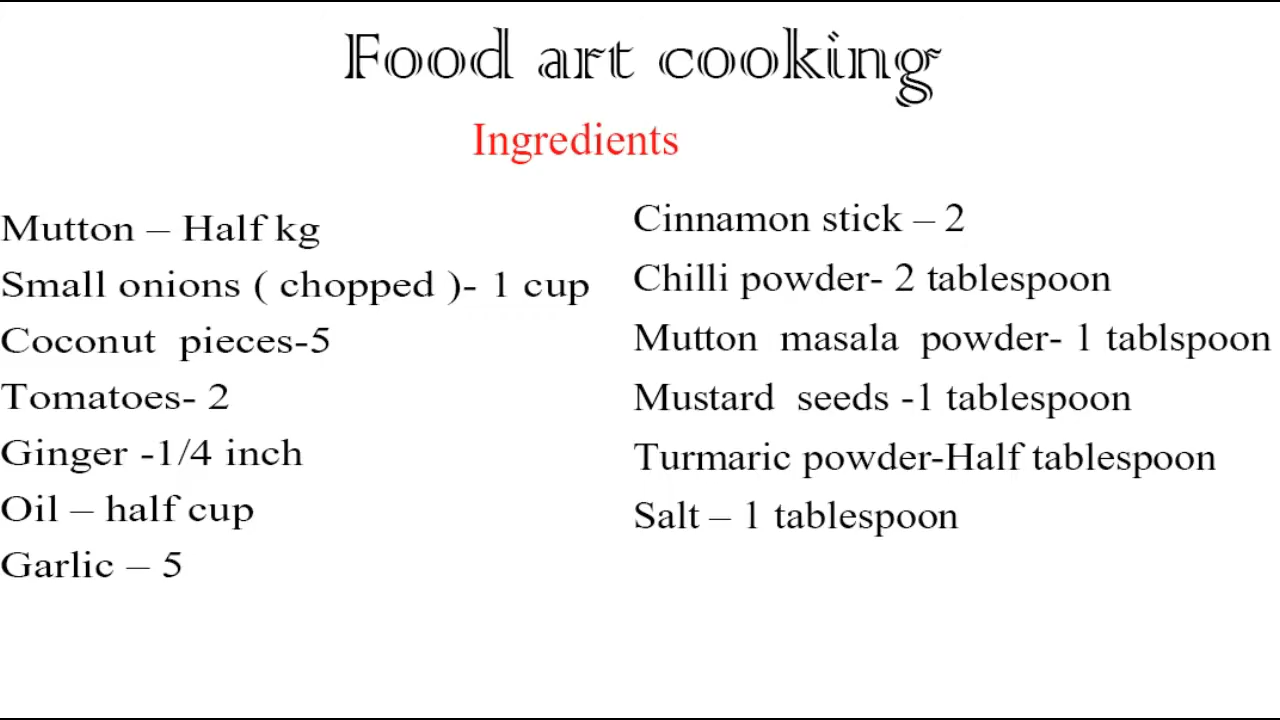 Food art cooking
Ingredients
Mutton – Half kg
Small onions ( chopped )- 1 cup
Coconut  pieces-5
Tomatoes- 2
Ginger -1/4 inch
Oil – half cup
Garlic – 5
Cinnamon stick – 2
Chilli powder- 2 tablespoon
Mutton  masala  powder- 1 tablspoon
Mustard  seeds -1 tablespoon
Turmaric powder-Half tablespoon
Salt – 1 tablespoon